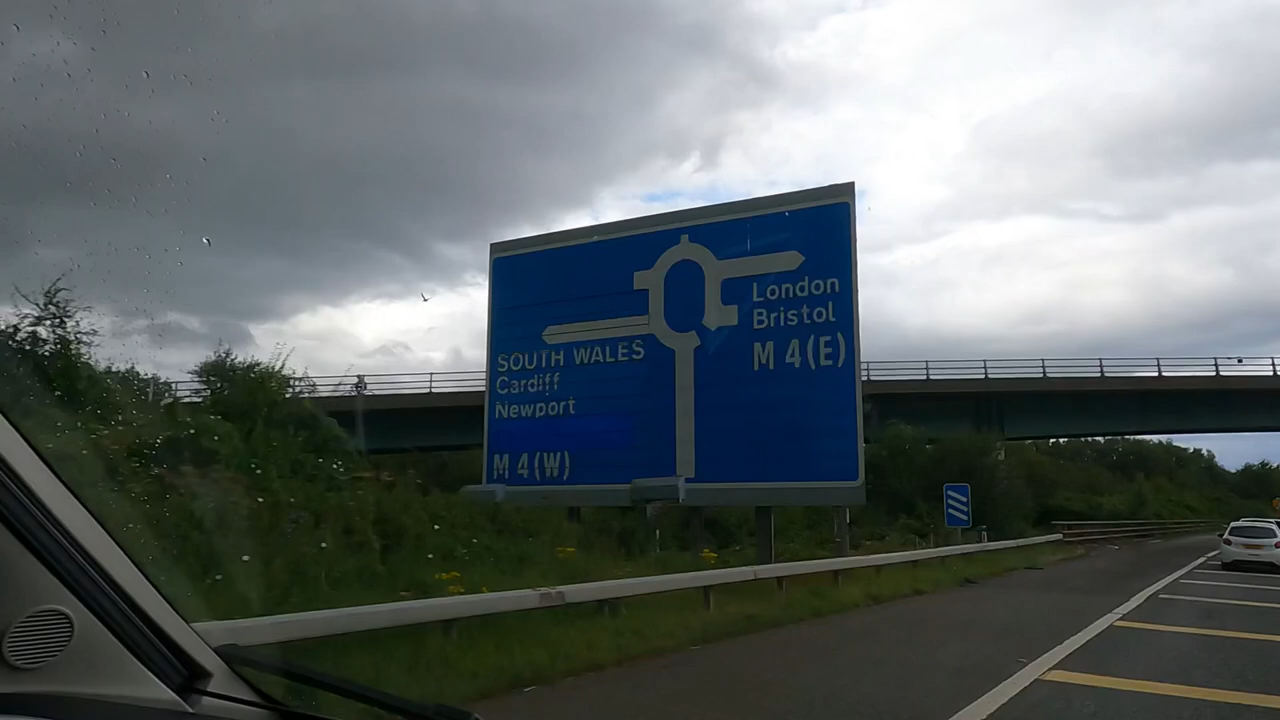 London
Bristol
M 4(E)
SOUTH WALES
Cardiff
Newport
M 4(W)